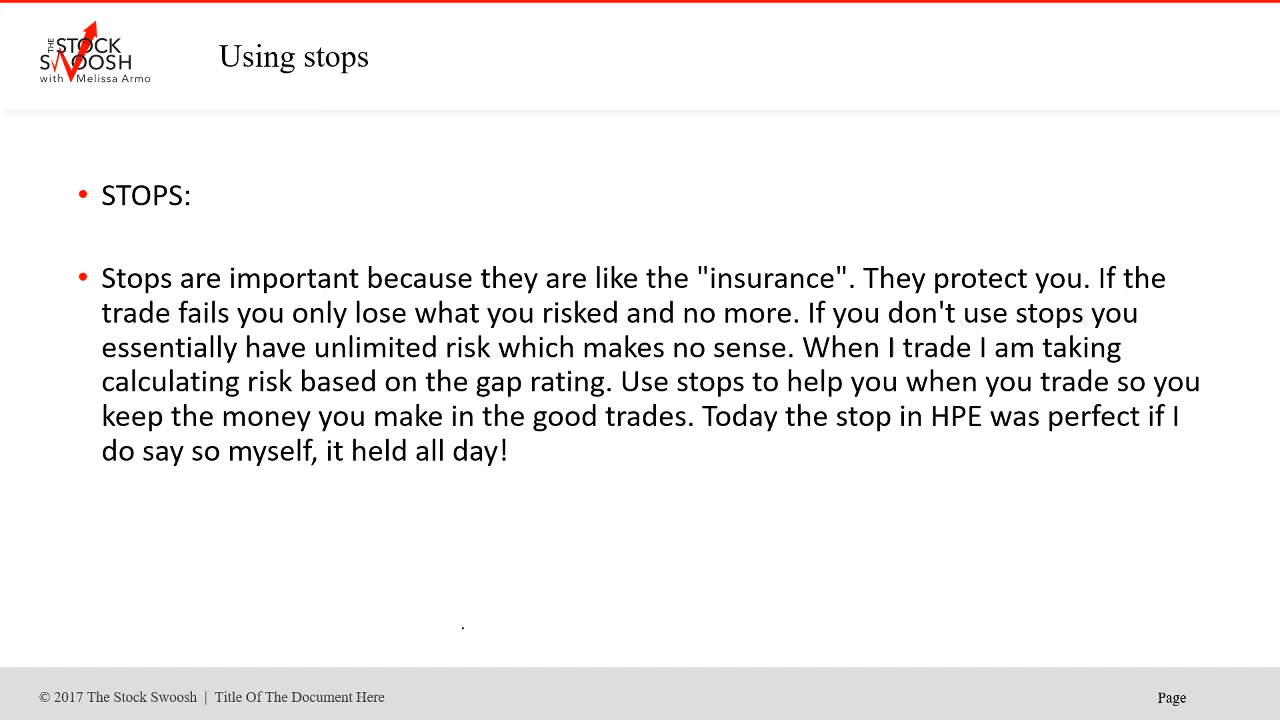 THE
STOCK
SWOOSH
with Melissa Armo
Using stops
• STOPS:
• Stops are important because they are like the "insurance". They protect you. If the
trade fails you only lose what you risked and no more. If you don't use stops you
essentially have unlimited risk which makes no sense. When I trade I am taking
calculating risk based on the gap rating. Use stops to help you when you trade so you
keep the money you make in the good trades. Today the stop in HPE was perfect if I
do say so myself, it held all day!
.
© 2017 The Stock Swoosh | Title Of The Document Here
Page